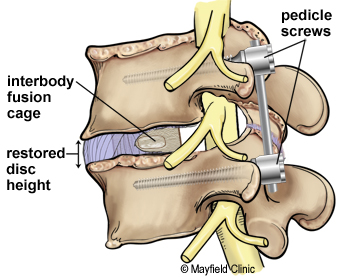 pedicle
screws
interbody
fusion
cage
restored
disc
height
© Mayfield Clinic